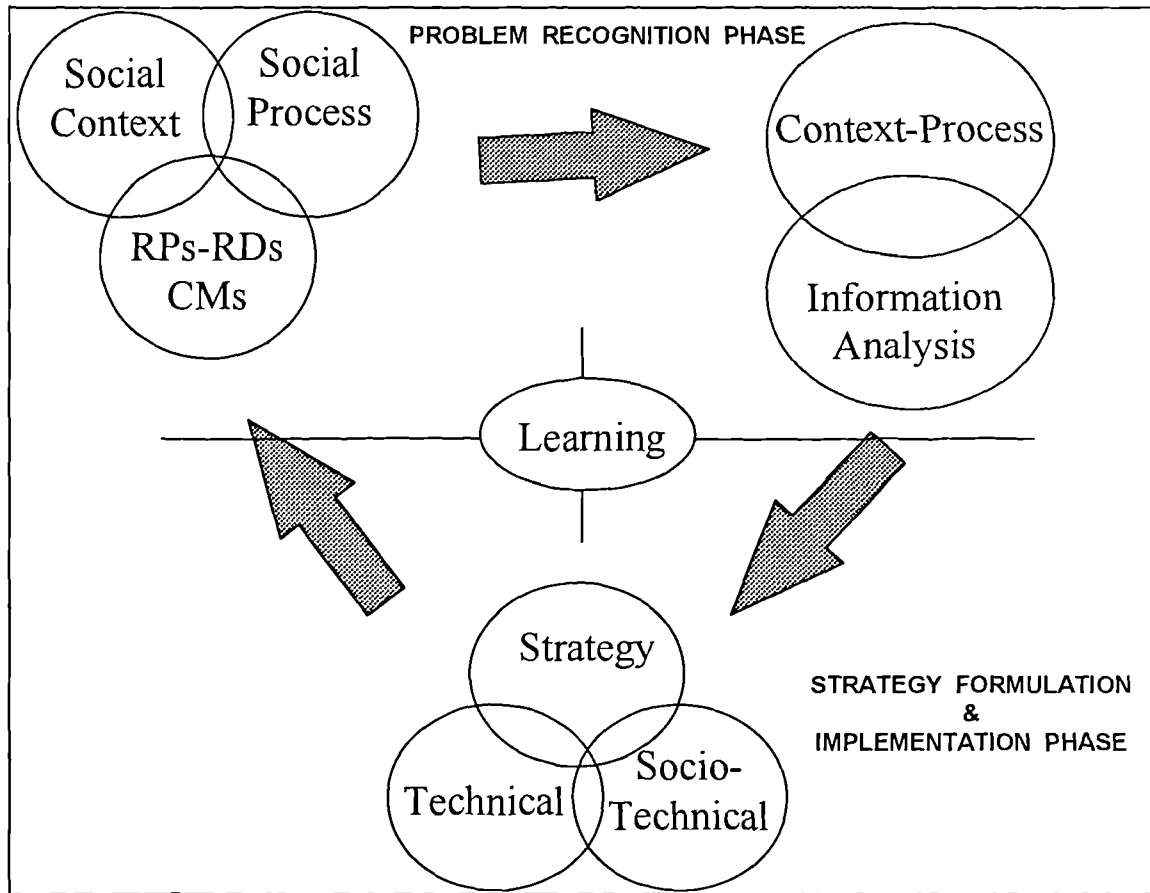 PROBLEM RECOGNITION PHASE
Social
Context
Social
Process
RPs-RDs
CMs
Context-Process
Information
Analysis
Learning
Strategy
Technical
Socio-
Technical
STRATEGY FORMULATION
&
IMPLEMENTATION PHASE